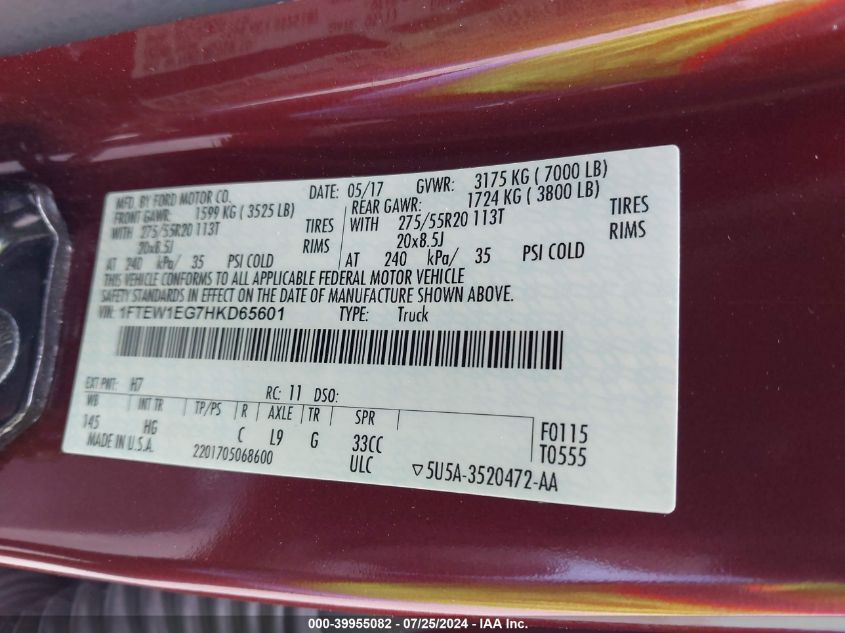 MFD. BY FORD MOTOR CO. DATE: 05/17 GVWR: 3175 KG ( 7000 LB)
FRONT GAWR: 1599 KG ( 3525 LB) REAR GAWR: 1724 KG ( 3800 LB)
WITH 275/55R20 113T TIRES WITH 275/55R20 113T TIRES
20x8.5J RIMS 20x8.5J RIMS
AT 240 kPa/ 35 PSI COLD AT 240 kPa/ 35 PSI COLD
THIS VEHICLE CONFORMS TO ALL APPLICABLE FEDERAL MOTOR VEHICLE
SAFETY STANDARDS IN EFFECT ON THE DATE OF MANUFACTURE SHOWN ABOVE.
VIN: 1FTEW1EG7HKD65601 TYPE: Truck
EXT PNT: H7 RC: 11 DSO:
WB INT TR TP/PS R AXLE TR SPR
145 HG C L9 G 33CC F0115
MADE IN U.S.A. 2201705068600 ULC T0555
▽5U5A-3520472-AA
000-39955082 - 07/25/2024 - IAA Inc.